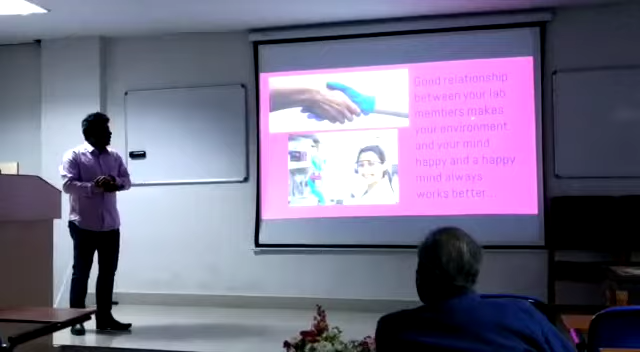 Good relationship
between your lab
members makes
your environment
and your mind
happy and a happy
mind always
works better...